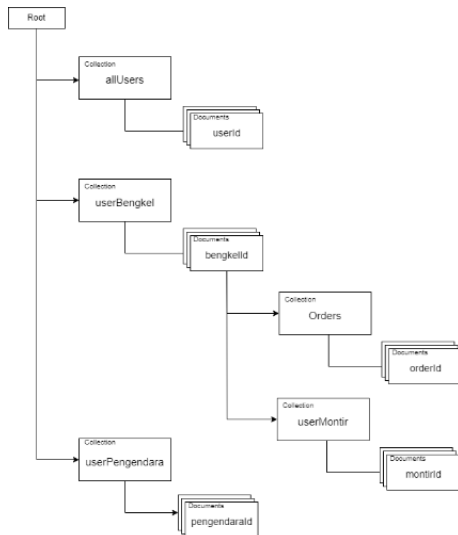 Root
Collection
allUsers
Documents
userId
Collection
userBengkel
Documents
bengkelId
Collection
Orders
Documents
orderId
Collection
userMontir
Documents
montirId
Collection
userPengendara
Documents
pengendaraId